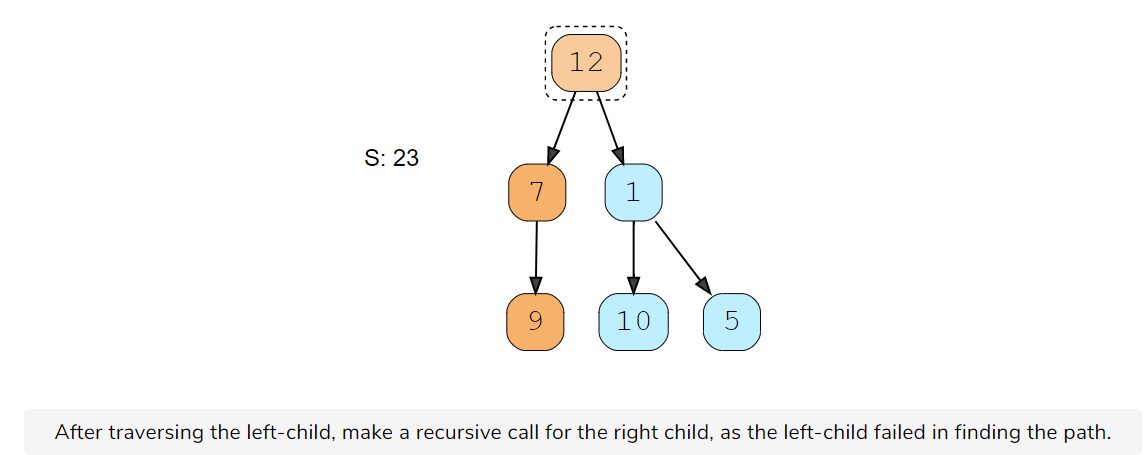 12
S: 23
7 1
9 10 5
After traversing the left-child, make a recursive call for the right child, as the left-child failed in finding the path.